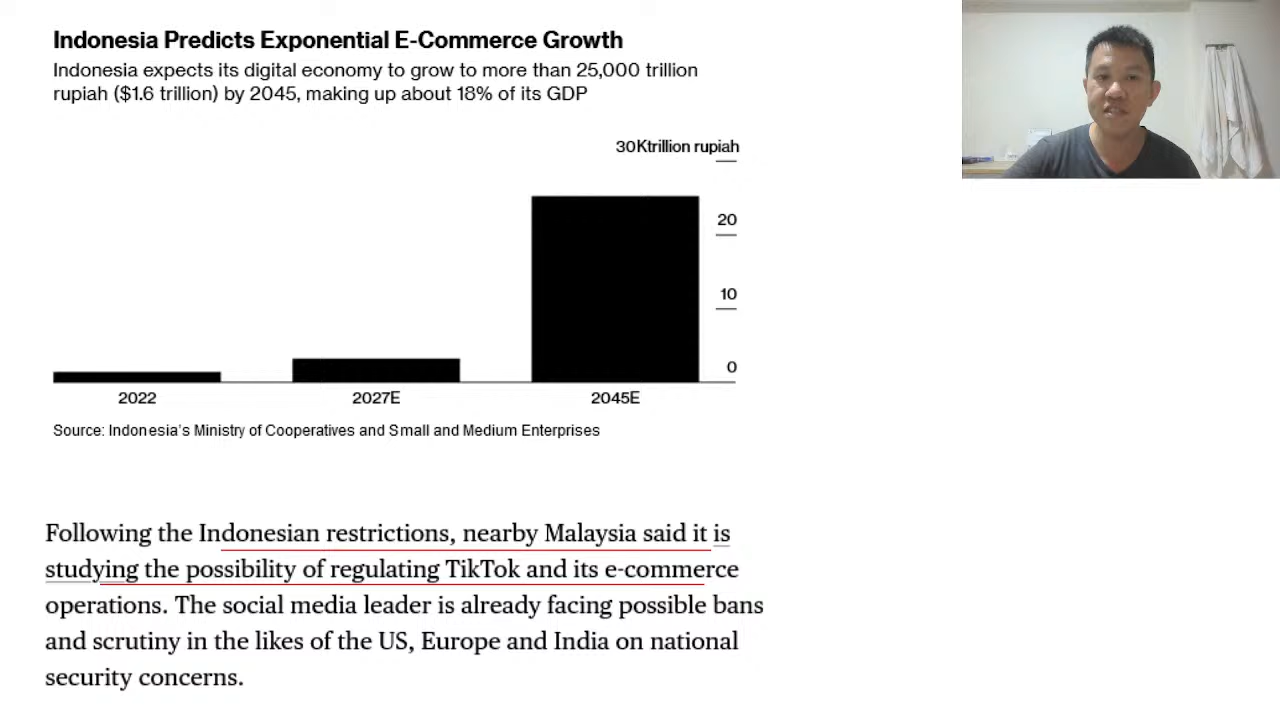 Indonesia Predicts Exponential E-Commerce Growth
Indonesia expects its digital economy to grow to more than 25,000 trillion
rupiah ($1.6 trillion) by 2045, making up about 18% of its GDP
30Ktrillion rupiah
20
10
0
2022 2027E 2045E
Source: Indonesia's Ministry of Cooperatives and Small and Medium Enterprises
Following the Indonesian restrictions, nearby Malaysia said it is
studying the possibility of regulating TikTok and its e-commerce
operations. The social media leader is already facing possible bans
and scrutiny in the likes of the US, Europe and India on national
security concerns.